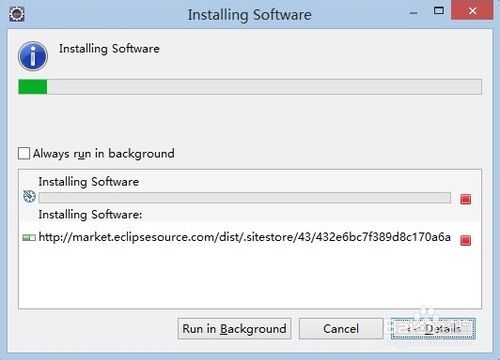 Installing Software
Installing Software
Always run in background
Installing Software
Installing Software:
http://market.eclipsesource.com/dist/.sitestore/43/432e6bc7f389d8c170a6a
Run in Background
Cancel
<< Details